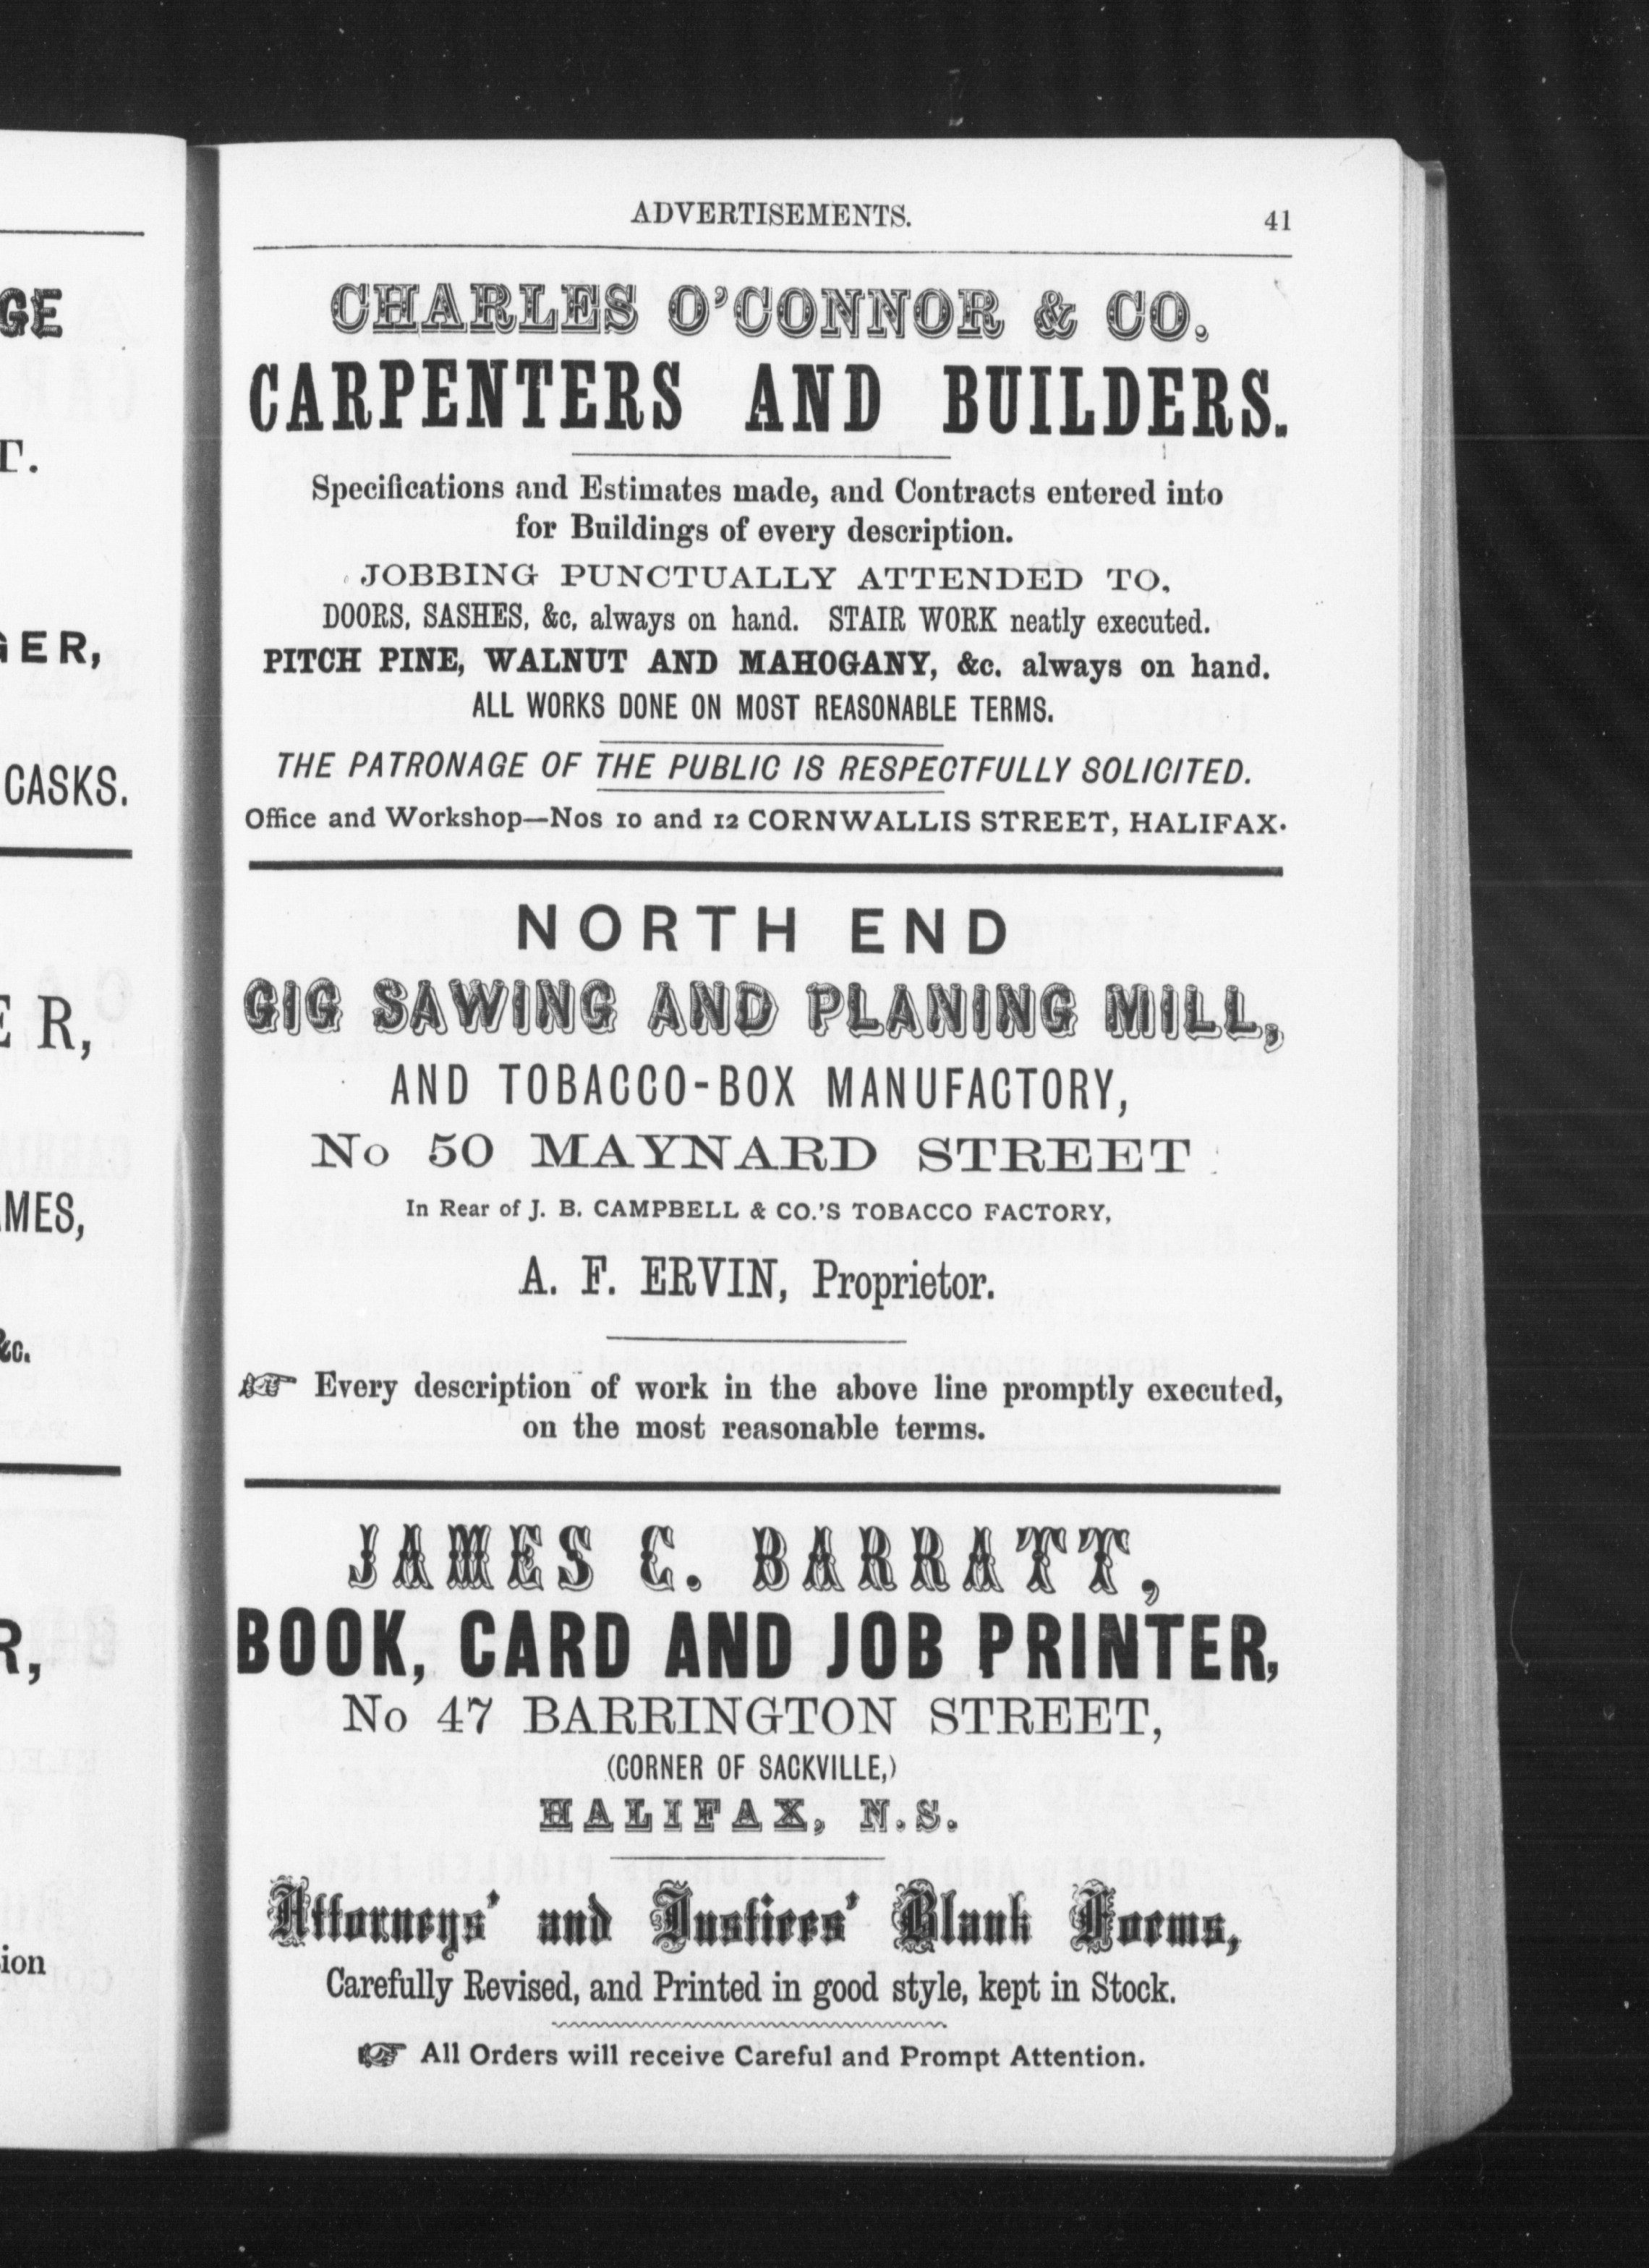 GE
T.
GER,
CASKS.
ER,
MES,
&c.
R,
ion
ADVERTISEMENTS. 41
CHARLES O'CONNOR & CO.
CARPENTERS AND BUILDERS.
Specifications and Estimates made, and Contracts entered into
for Buildings of every description.
JOBBING PUNCTUALLY ATTENDED TO,
DOORS, SASHES, &c, always on hand. STAIR WORK neatly executed.
PITCH PINE, WALNUT AND MAHOGANY, &c. always on hand.
ALL WORKS DONE ON MOST REASONABLE TERMS.
THE PATRONAGE OF THE PUBLIC IS RESPECTFULLY SOLICITED.
Office and Workshop—Nos 10 and 12 CORNWALLIS STREET, HALIFAX.
NORTH END
GIG SAWING AND PLANING MILL,
AND TOBACCO-BOX MANUFACTORY,
No 50 MAYNARD STREET
In Rear of J. B. CAMPBELL & CO.'S TOBACCO FACTORY,
A. F. ERVIN, Proprietor.
☞ Every description of work in the above line promptly executed,
on the most reasonable terms.
JAMES C. BARRATT,
BOOK, CARD AND JOB PRINTER,
No 47 BARRINGTON STREET,
(CORNER OF SACKVILLE,)
HALIFAX, N.S.
Attorneys' and Justices' Blank Forms,
Carefully Revised, and Printed in good style, kept in Stock.
☞ All Orders will receive Careful and Prompt Attention.